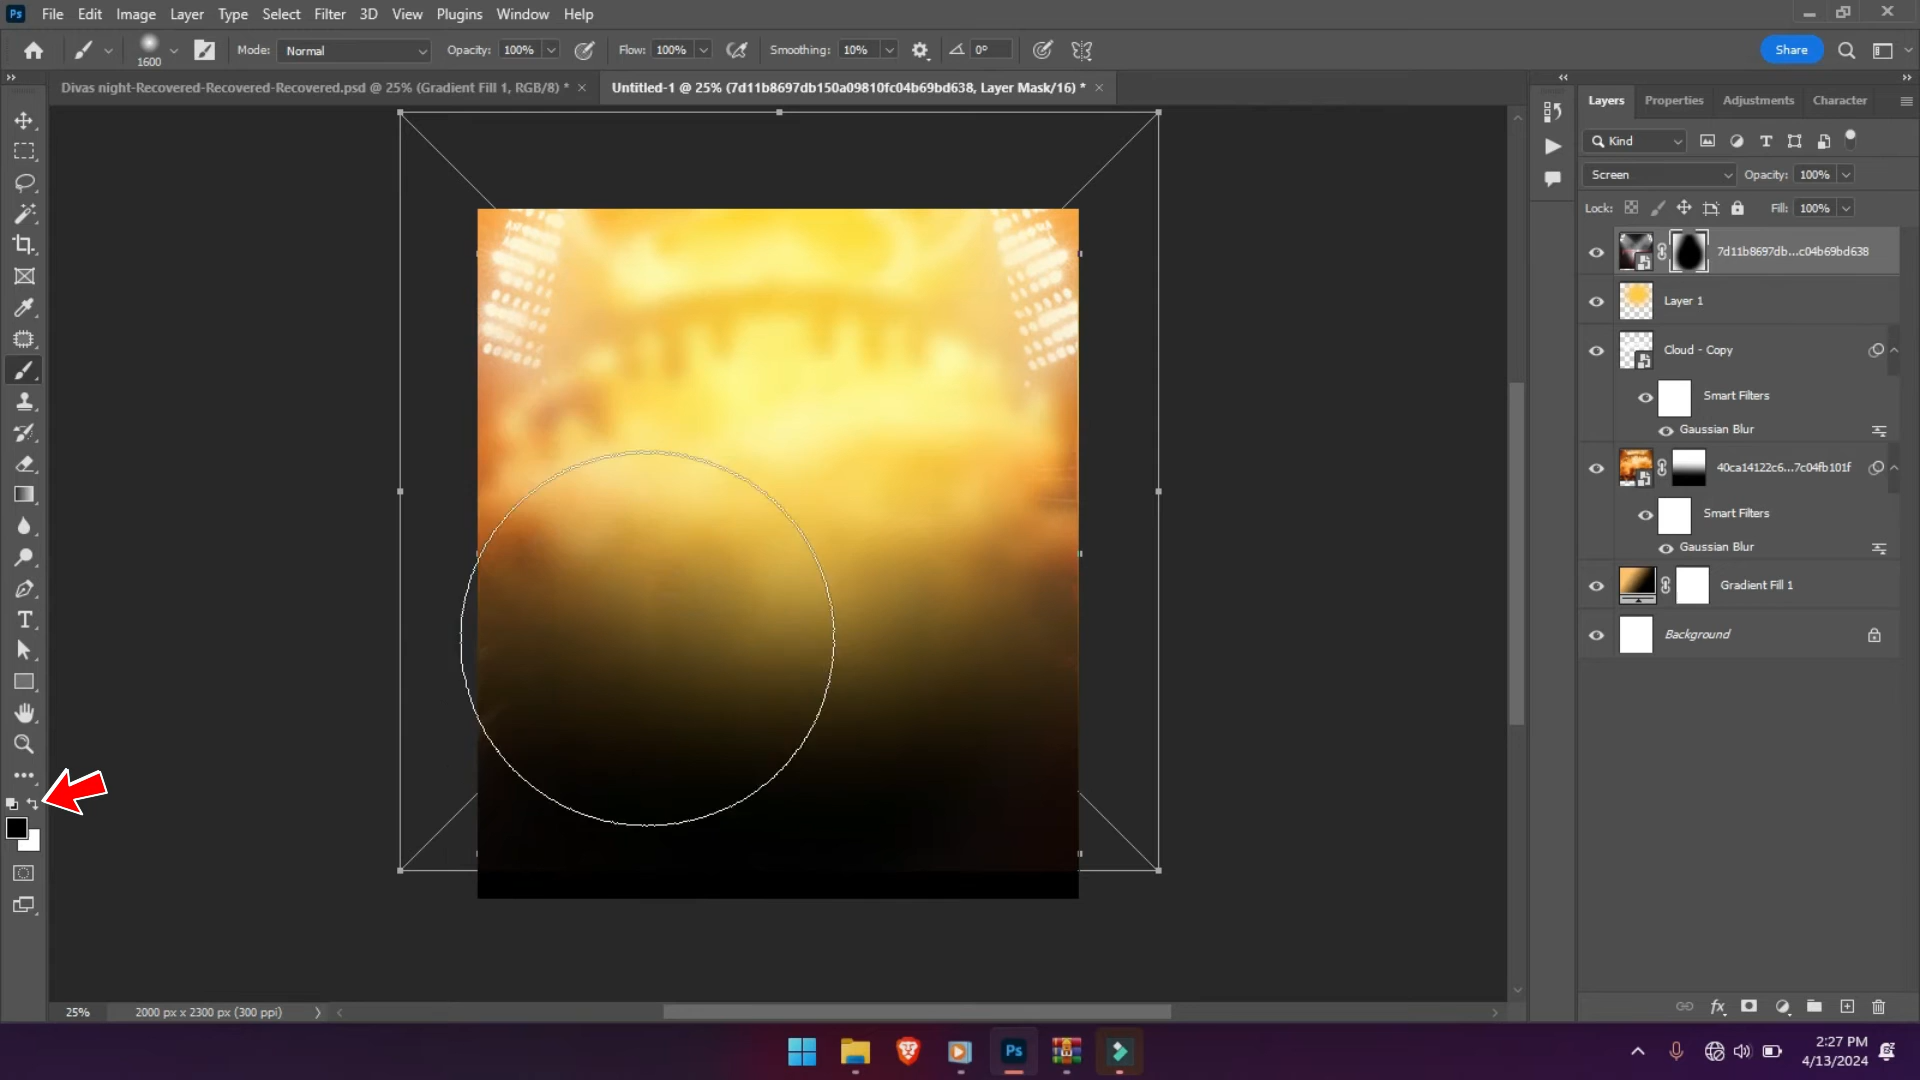 Ps File Edit Image Layer Type Select Filter 3D View Plugins Window Help
1600 Mode: Normal Opacity: 100% Flow: 100% Smoothing: 10% 0° Share
Divas night-Recovered-Recovered-Recovered.psd @ 25% (Gradient Fill 1, RGB/8) * Untitled-1 @ 25% (7d11b8697db150a09810fc04b69bd638, Layer Mask/16) *
Layers Properties Adjustments Character
Kind
Screen Opacity: 100%
Lock: Fill: 100%
7d11b8697db...c04b69bd638
Layer 1
Cloud - Copy
Smart Filters
Gaussian Blur
40ca14122c6...7c04fb101f
Smart Filters
Gaussian Blur
Gradient Fill 1
Background
25% 2000 px x 2300 px (300 ppi)
Ps
2:27 PM
4/13/2024